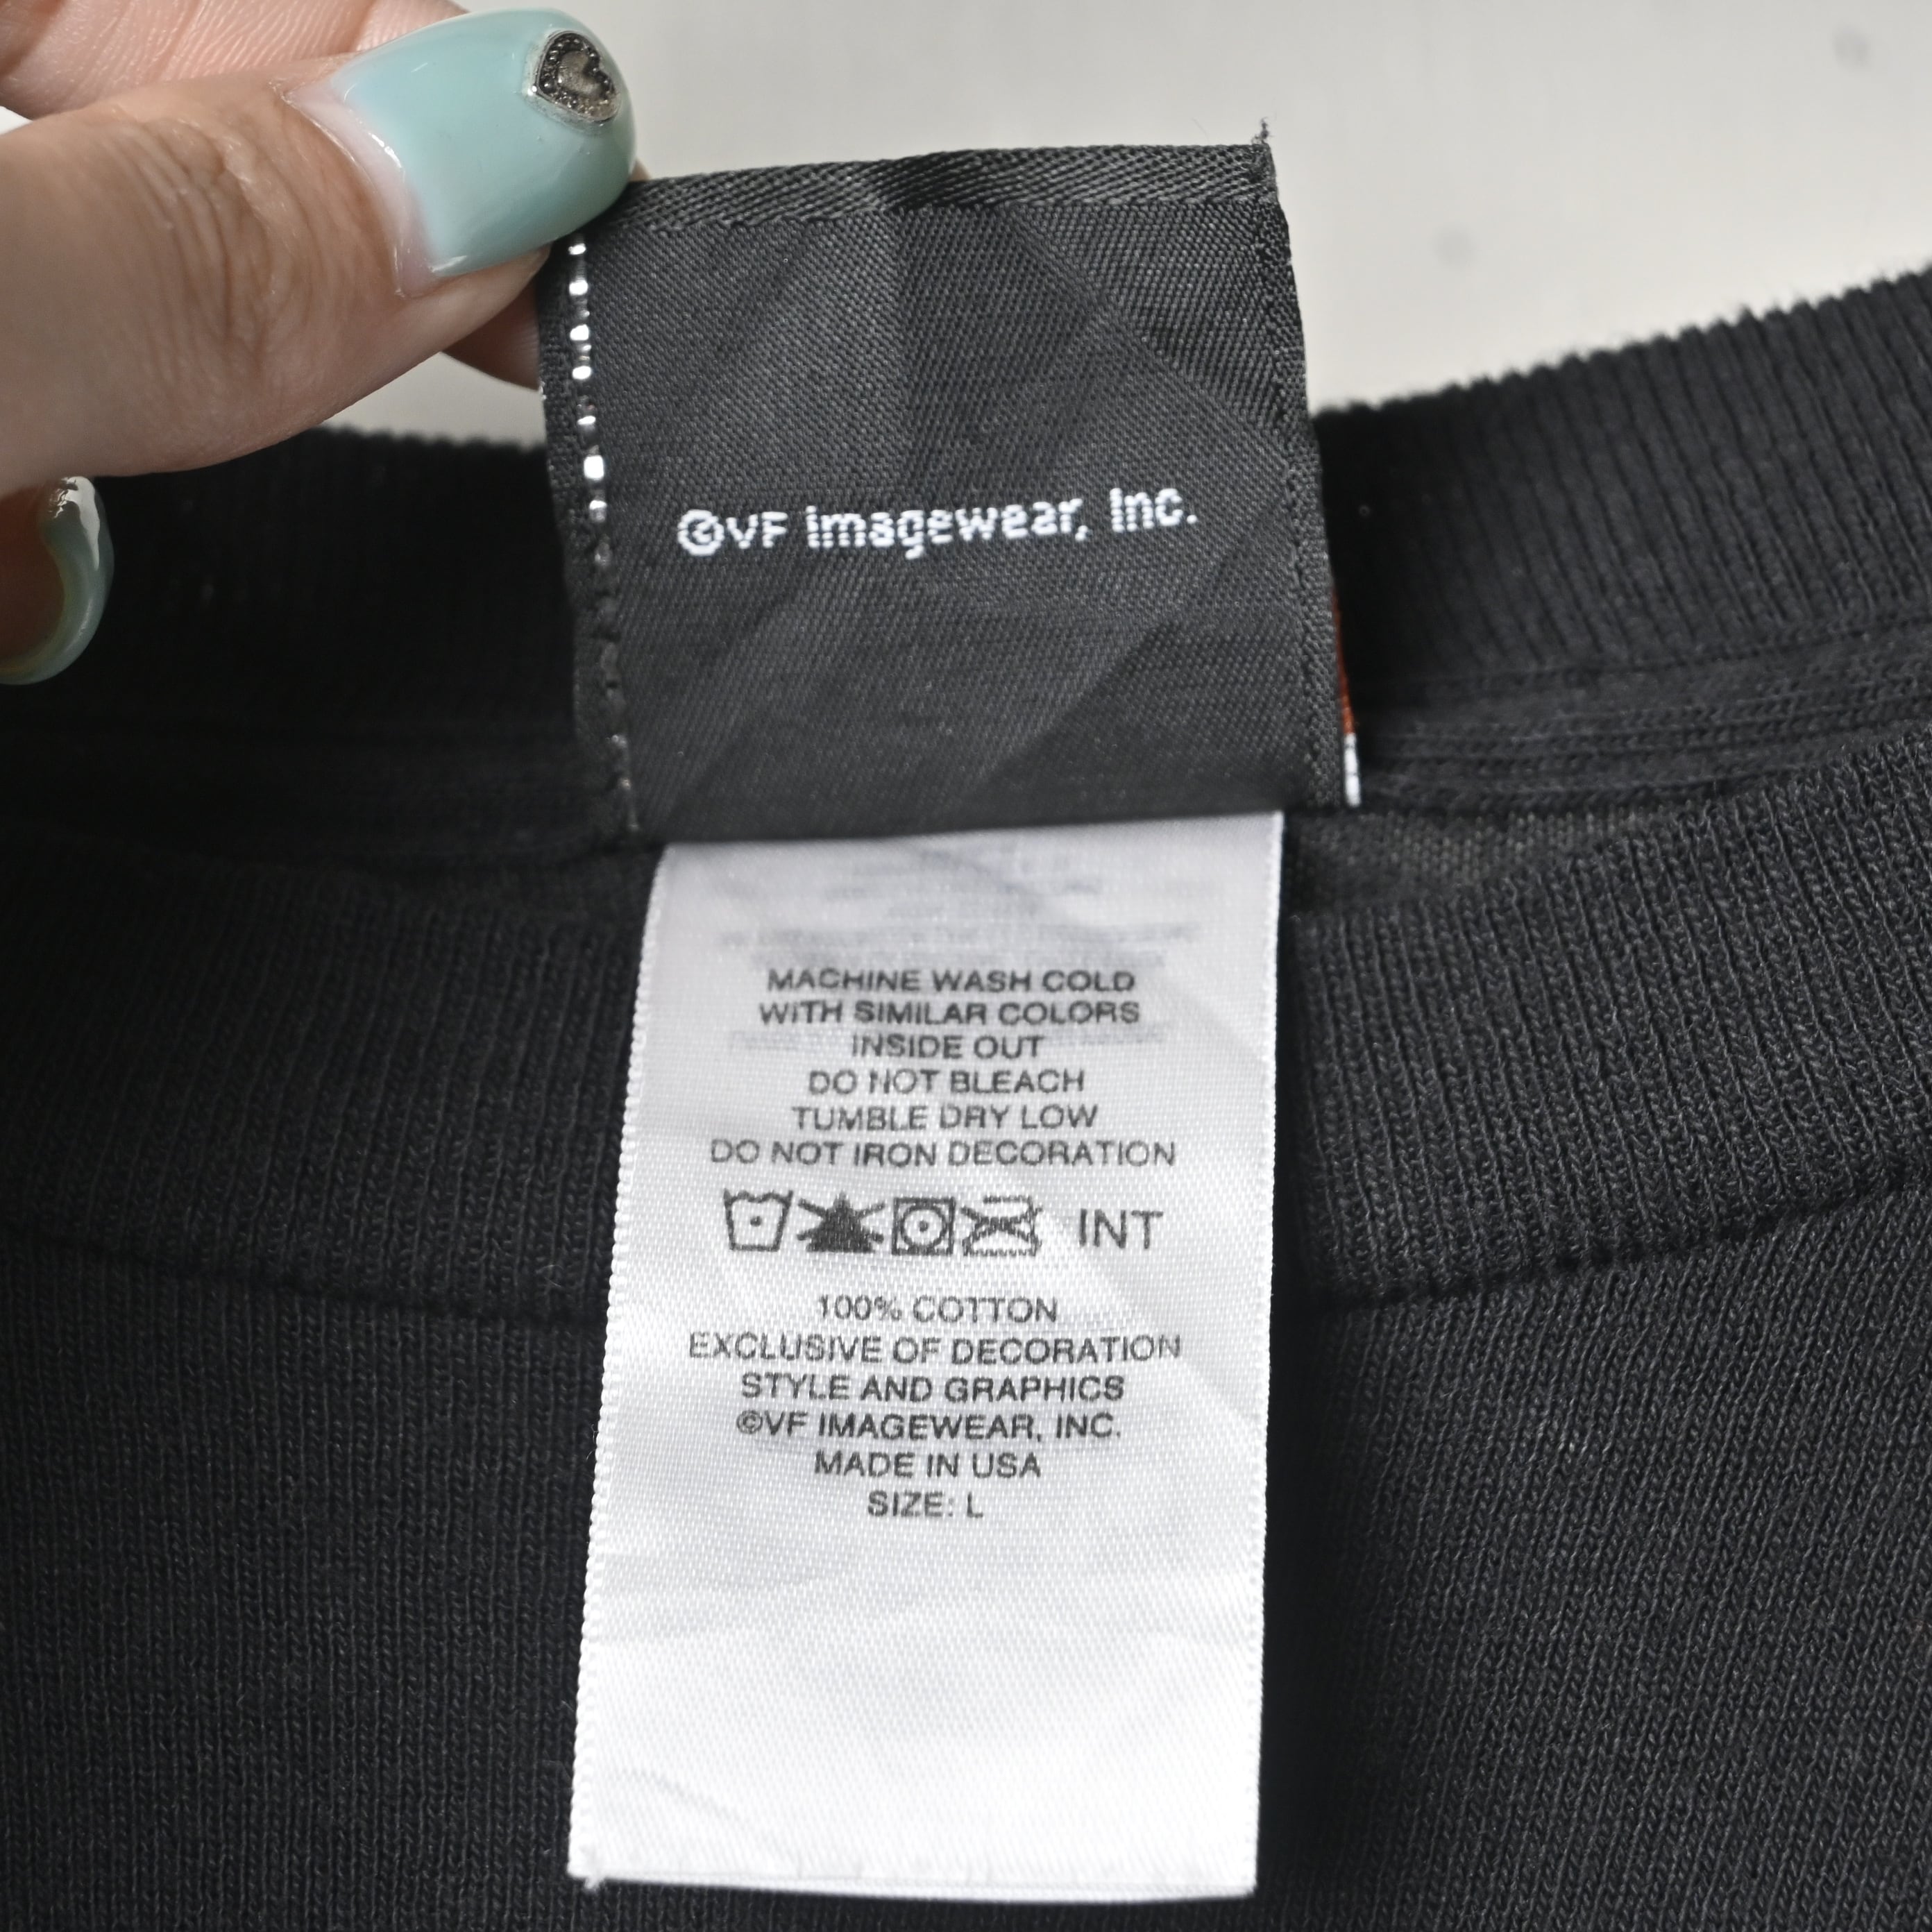 ©VF Imagewear, Inc.
MACHINE WASH COLD
WITH SIMILAR COLORS
INSIDE OUT
DO NOT BLEACH
TUMBLE DRY LOW
DO NOT IRON DECORATION
INT
100% COTTON
EXCLUSIVE OF DECORATION
STYLE AND GRAPHICS
©VF IMAGEWEAR, INC.
MADE IN USA
SIZE: L